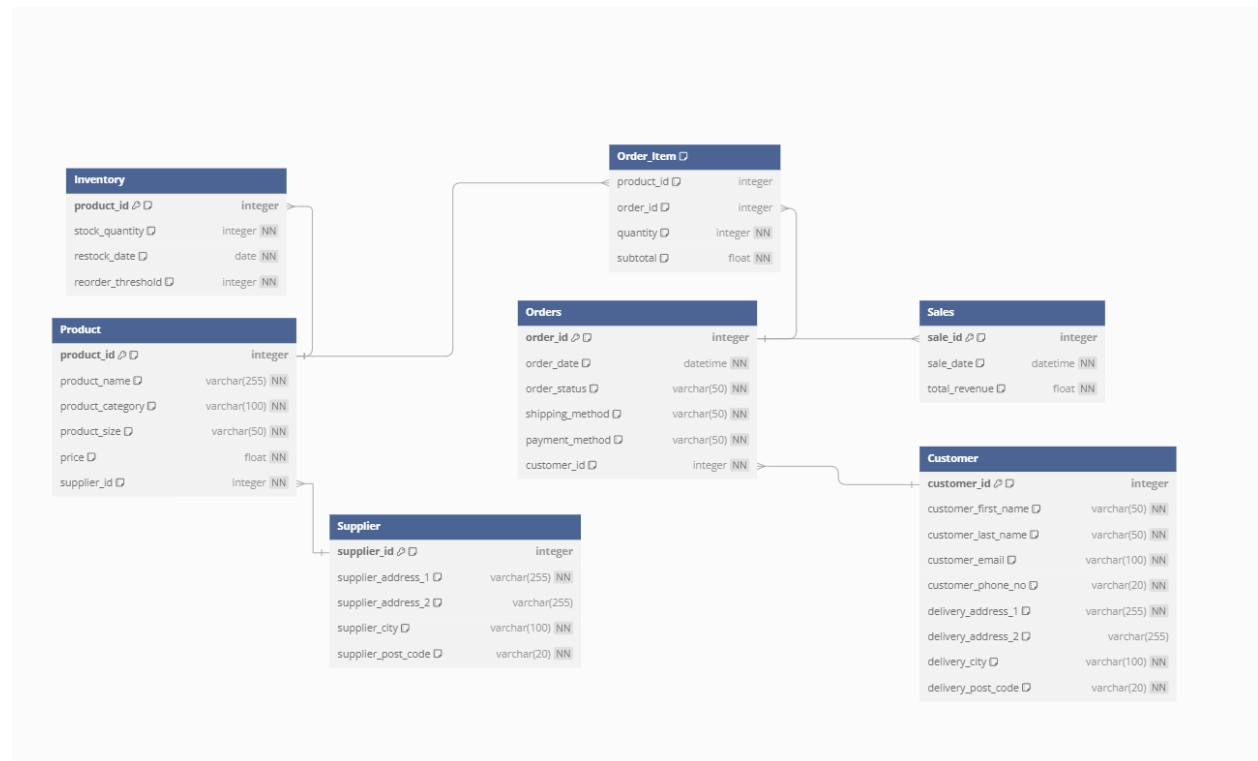 Inventory
product_id integer
stock_quantity integer NN
restock_date date NN
reorder_threshold integer NN
Product
product_id integer
product_name varchar(255) NN
product_category varchar(100) NN
product_size varchar(50) NN
price float NN
supplier_id integer NN
Supplier
supplier_id integer
supplier_address_1 varchar(255) NN
supplier_address_2 varchar(255)
supplier_city varchar(100) NN
supplier_post_code varchar(20) NN
Order_Item
product_id integer
order_id integer
quantity integer NN
subtotal float NN
Orders
order_id integer
order_date datetime NN
order_status varchar(50) NN
shipping_method varchar(50) NN
payment_method varchar(50) NN
customer_id integer NN
Sales
sale_id integer
sale_date datetime NN
total_revenue float NN
Customer
customer_id integer
customer_first_name varchar(50) NN
customer_last_name varchar(50) NN
customer_email varchar(100) NN
customer_phone_no varchar(20) NN
delivery_address_1 varchar(255) NN
delivery_address_2 varchar(255)
delivery_city varchar(100) NN
delivery_post_code varchar(20) NN